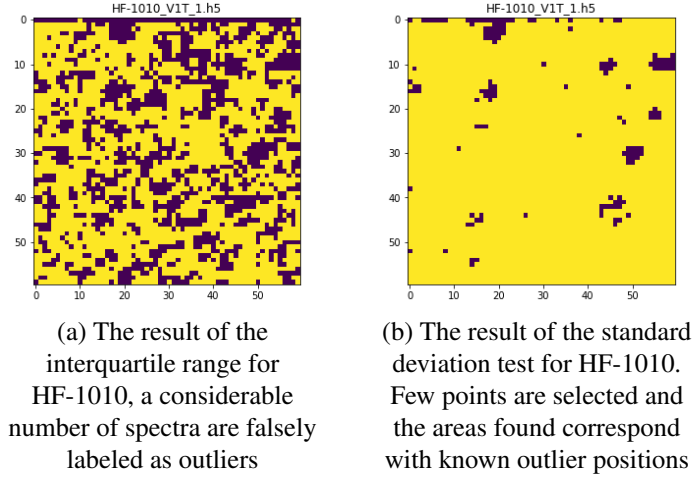 HF-1010_V1T_1.h5
0
10
20
30
40
50
0 10 20 30 40 50
(a) The result of the
interquartile range for
HF-1010, a considerable
number of spectra are falsely
labeled as outliers
HF-1010_V1T_1.h5
0
10
20
30
40
50
0 10 20 30 40 50
(b) The result of the standard
deviation test for HF-1010.
Few points are selected and
the areas found correspond
with known outlier positions